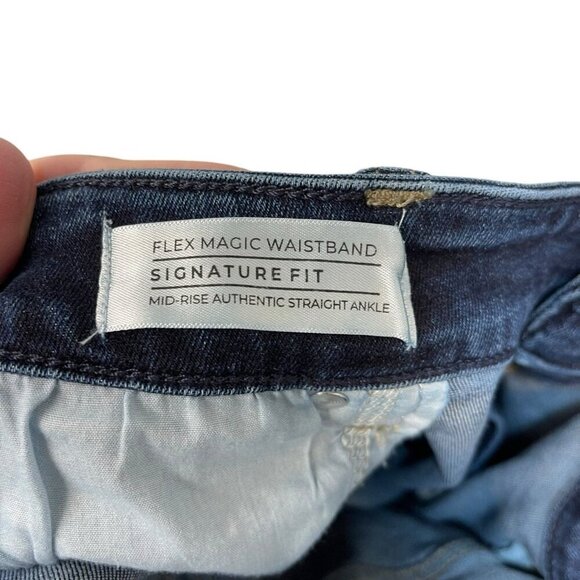 FLEX MAGIC WAISTBAND
SIGNATURE FIT
MID-RISE AUTHENTIC STRAIGHT ANKLE